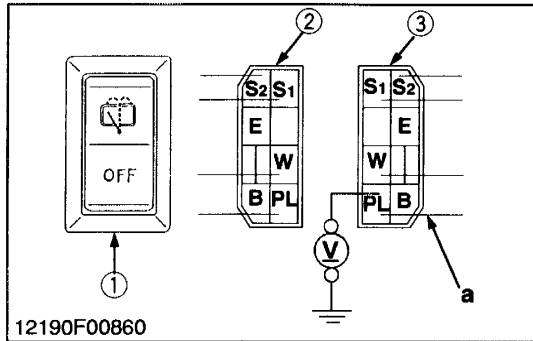 ② ③
S2 S1 S1 S2
E E
OFF
W W
B PL PL B
V
① a
12190F00860